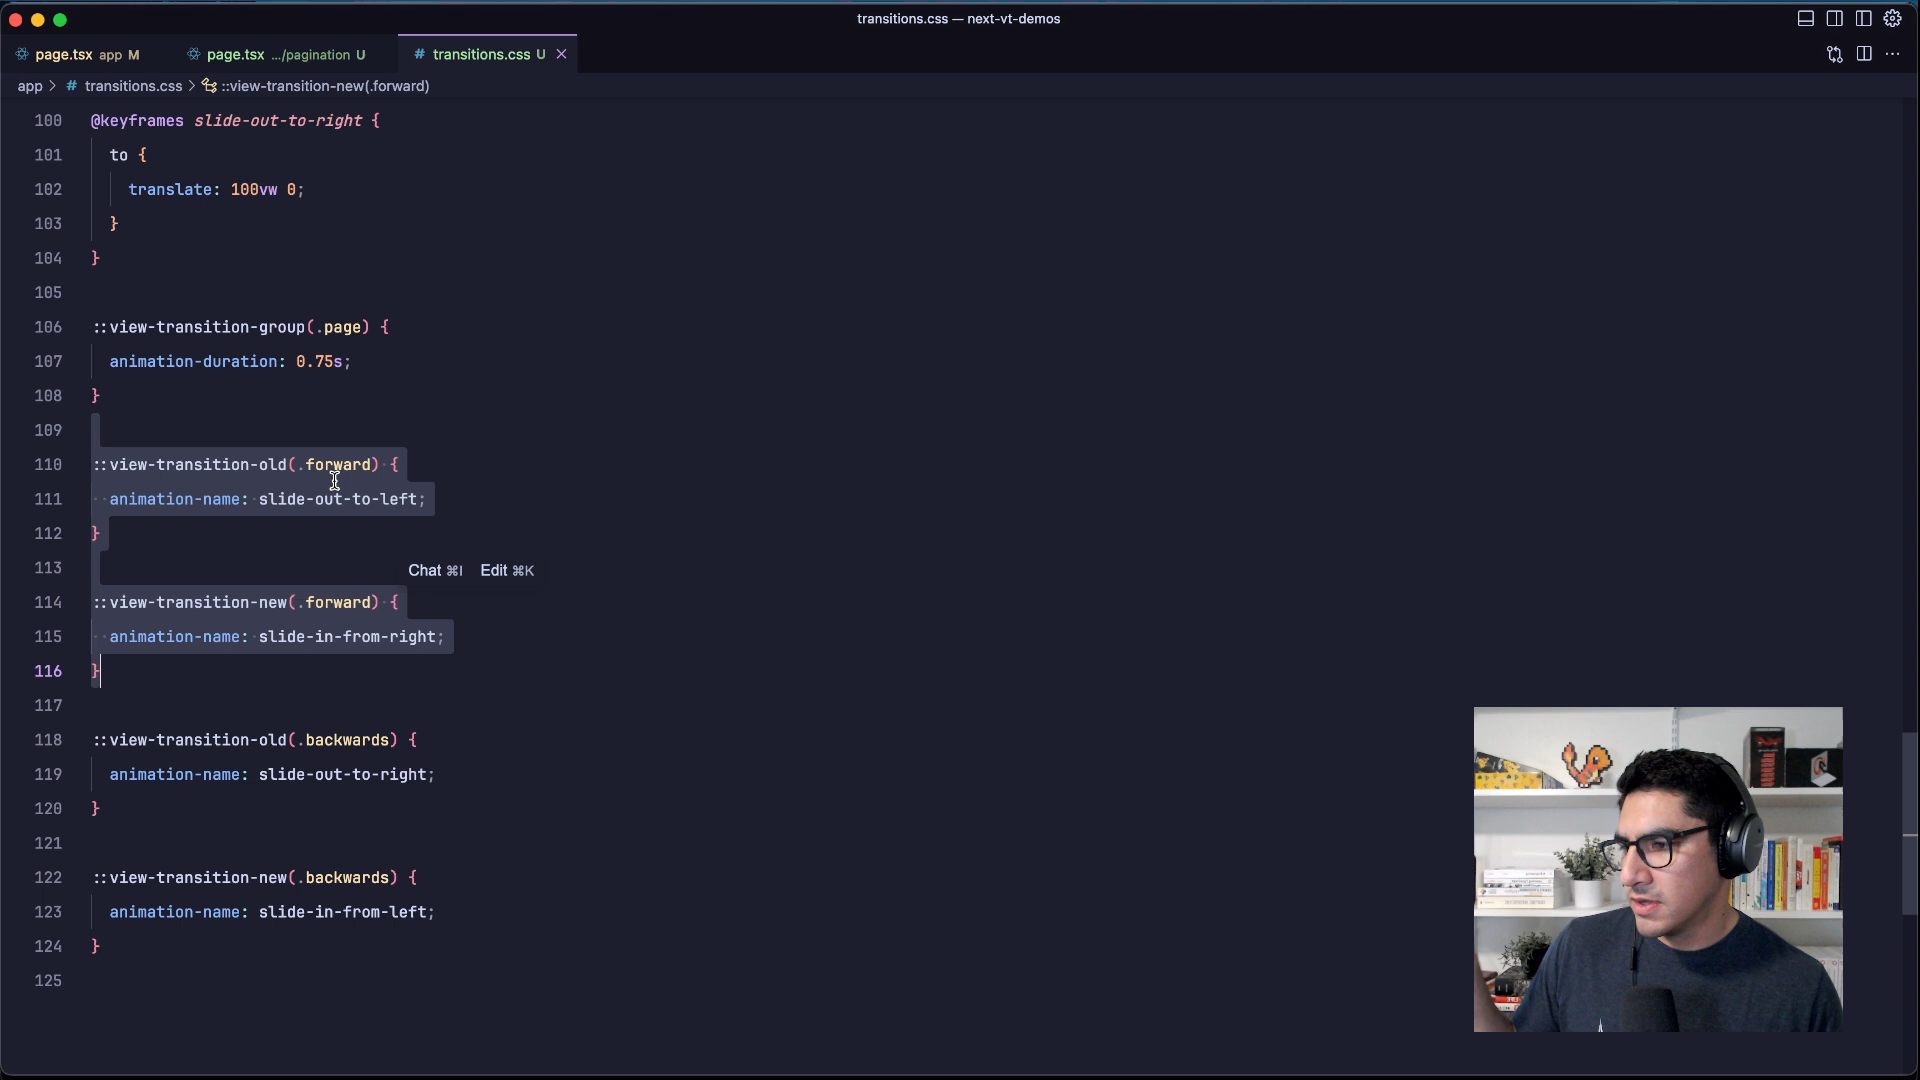 transitions.css — next-vt-demos
page.tsx app M
page.tsx .../pagination U
# transitions.css U
app > # transitions.css > ::view-transition-new(.forward)
100 @keyframes slide-out-to-right {
101 to {
102 translate: 100vw 0;
103 }
104 }
105
106 ::view-transition-group(.page) {
107 animation-duration: 0.75s;
108 }
109
110 ::view-transition-old(.forward) {
111 animation-name: slide-out-to-left;
112 }
113
Chat ⌘I Edit ⌘K
114 ::view-transition-new(.forward) {
115 animation-name: slide-in-from-right;
116 }
117
118 ::view-transition-old(.backwards) {
119 animation-name: slide-out-to-right;
120 }
121
122 ::view-transition-new(.backwards) {
123 animation-name: slide-in-from-left;
124 }
125